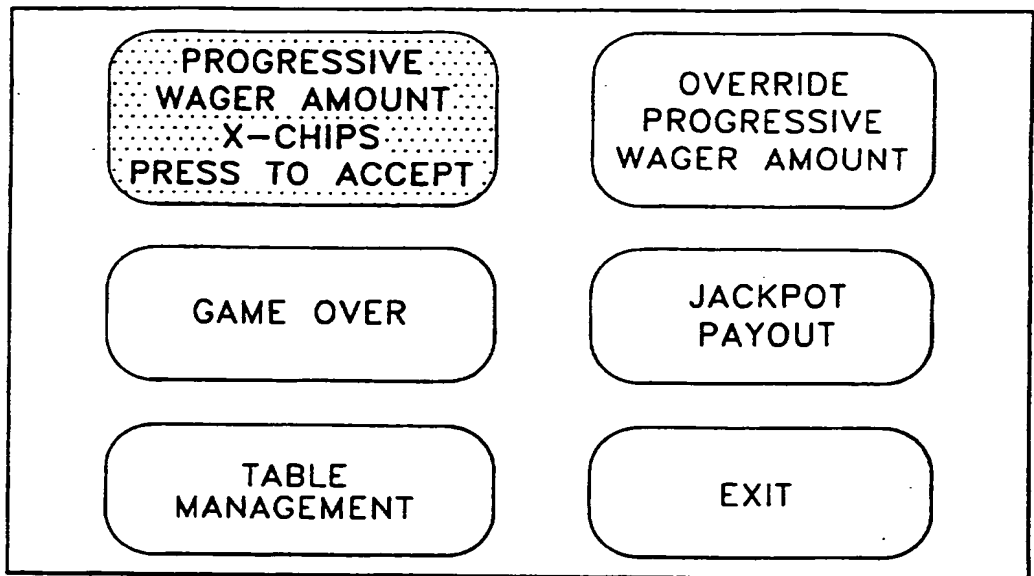 PROGRESSIVE
WAGER AMOUNT
X-CHIPS
PRESS TO ACCEPT
OVERRIDE
PROGRESSIVE
WAGER AMOUNT
GAME OVER
JACKPOT
PAYOUT
TABLE
MANAGEMENT
EXIT